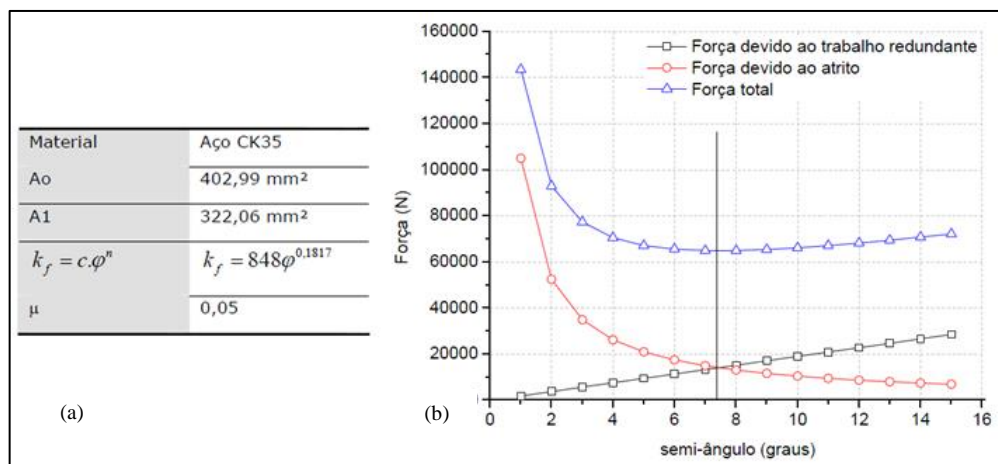 Material Aço CK35
Ao 402,99 mm²
A1 322,06 mm²
k_f = c.φ^n k_f = 848φ^0,1817
μ 0,05
(a)
160000
140000
120000
100000
80000
60000
40000
20000
0
Força (N)
Força devido ao trabalho redundante
Força devido ao atrito
Força total
0 2 4 6 8 10 12 14 16
semi-ângulo (graus)
(b)